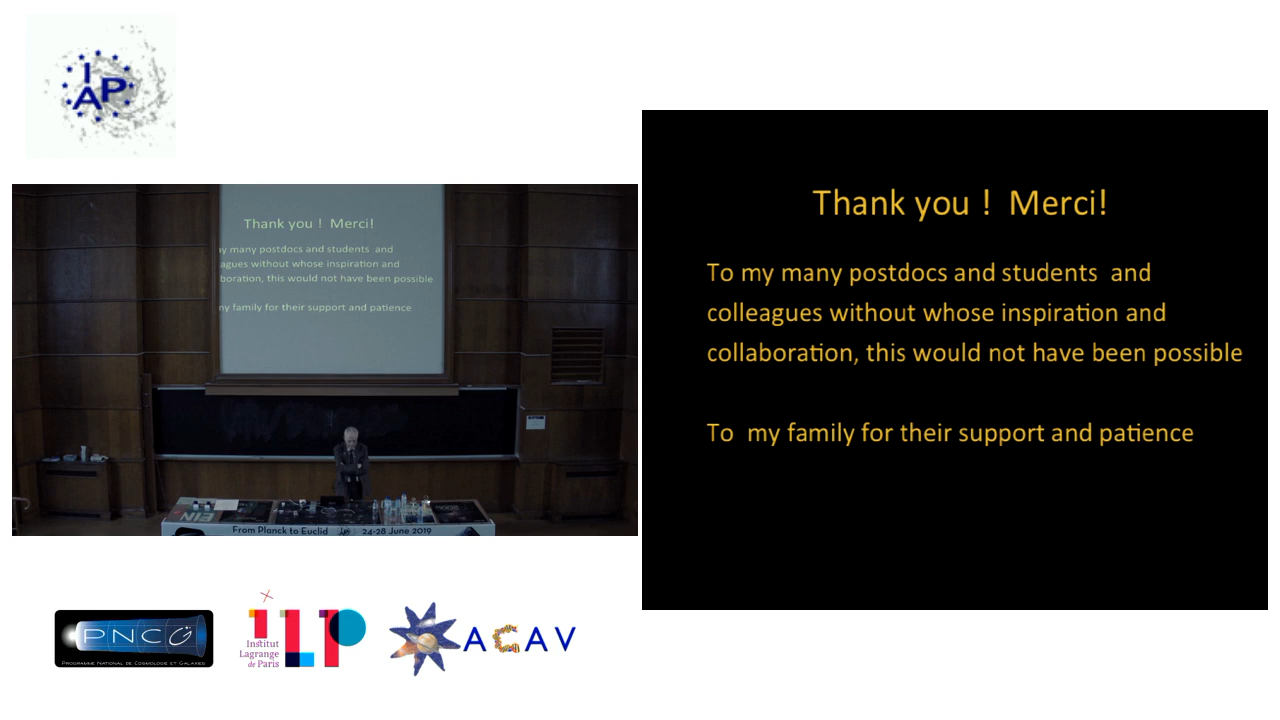 IAP
Thank you ! Merci!
y many postdocs and students and
agues without whose inspiration and
boration, this would not have been possible
ny family for their support and patience
From Planck to Euclid 24-28 June 2019
Thank you ! Merci!
To my many postdocs and students and
colleagues without whose inspiration and
collaboration, this would not have been possible
To my family for their support and patience
PNCG
PROGRAMME NATIONAL DE COSMOLOGIE ET GALAXIES
iLP
Institut
Lagrange
de Paris
ACAV